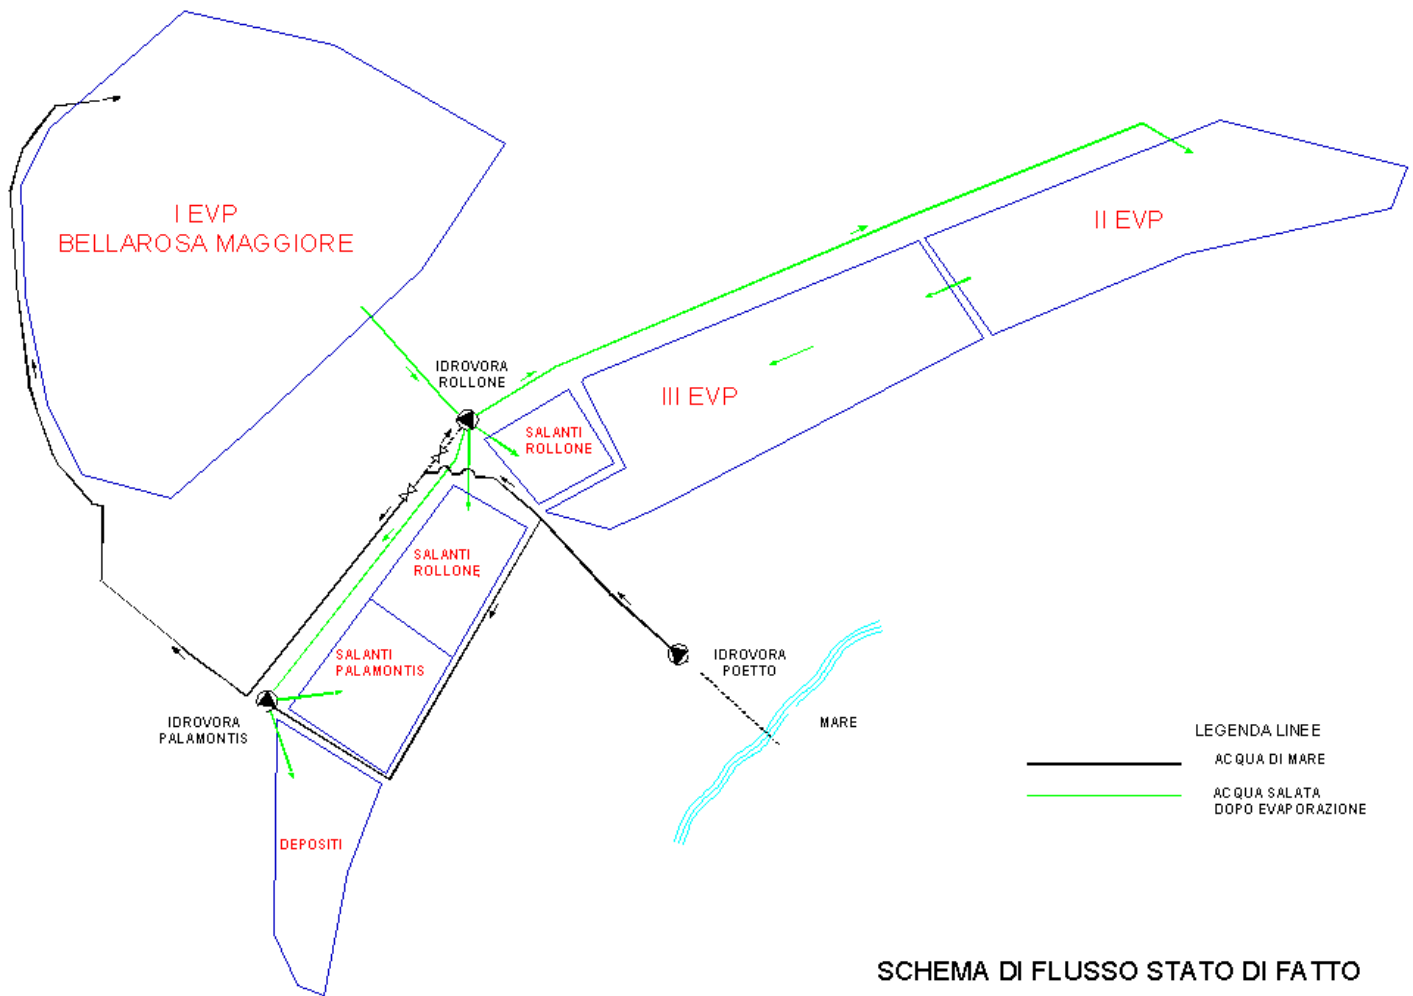 I EVP
BELLAROSA MAGGIORE
II EVP
IDROVORA
ROLLONE
III EVP
SALANTI
ROLLONE
SALANTI
ROLLONE
SALANTI
PALAMONTIS
IDROVORA
POETTO
IDROVORA
PALAMONTIS
MARE
LEGENDA LINEE
ACQUA DI MARE
ACQUA SALATA
DOPO EVAPORAZIONE
DEPOSITI
SCHEMA DI FLUSSO STATO DI FATTO